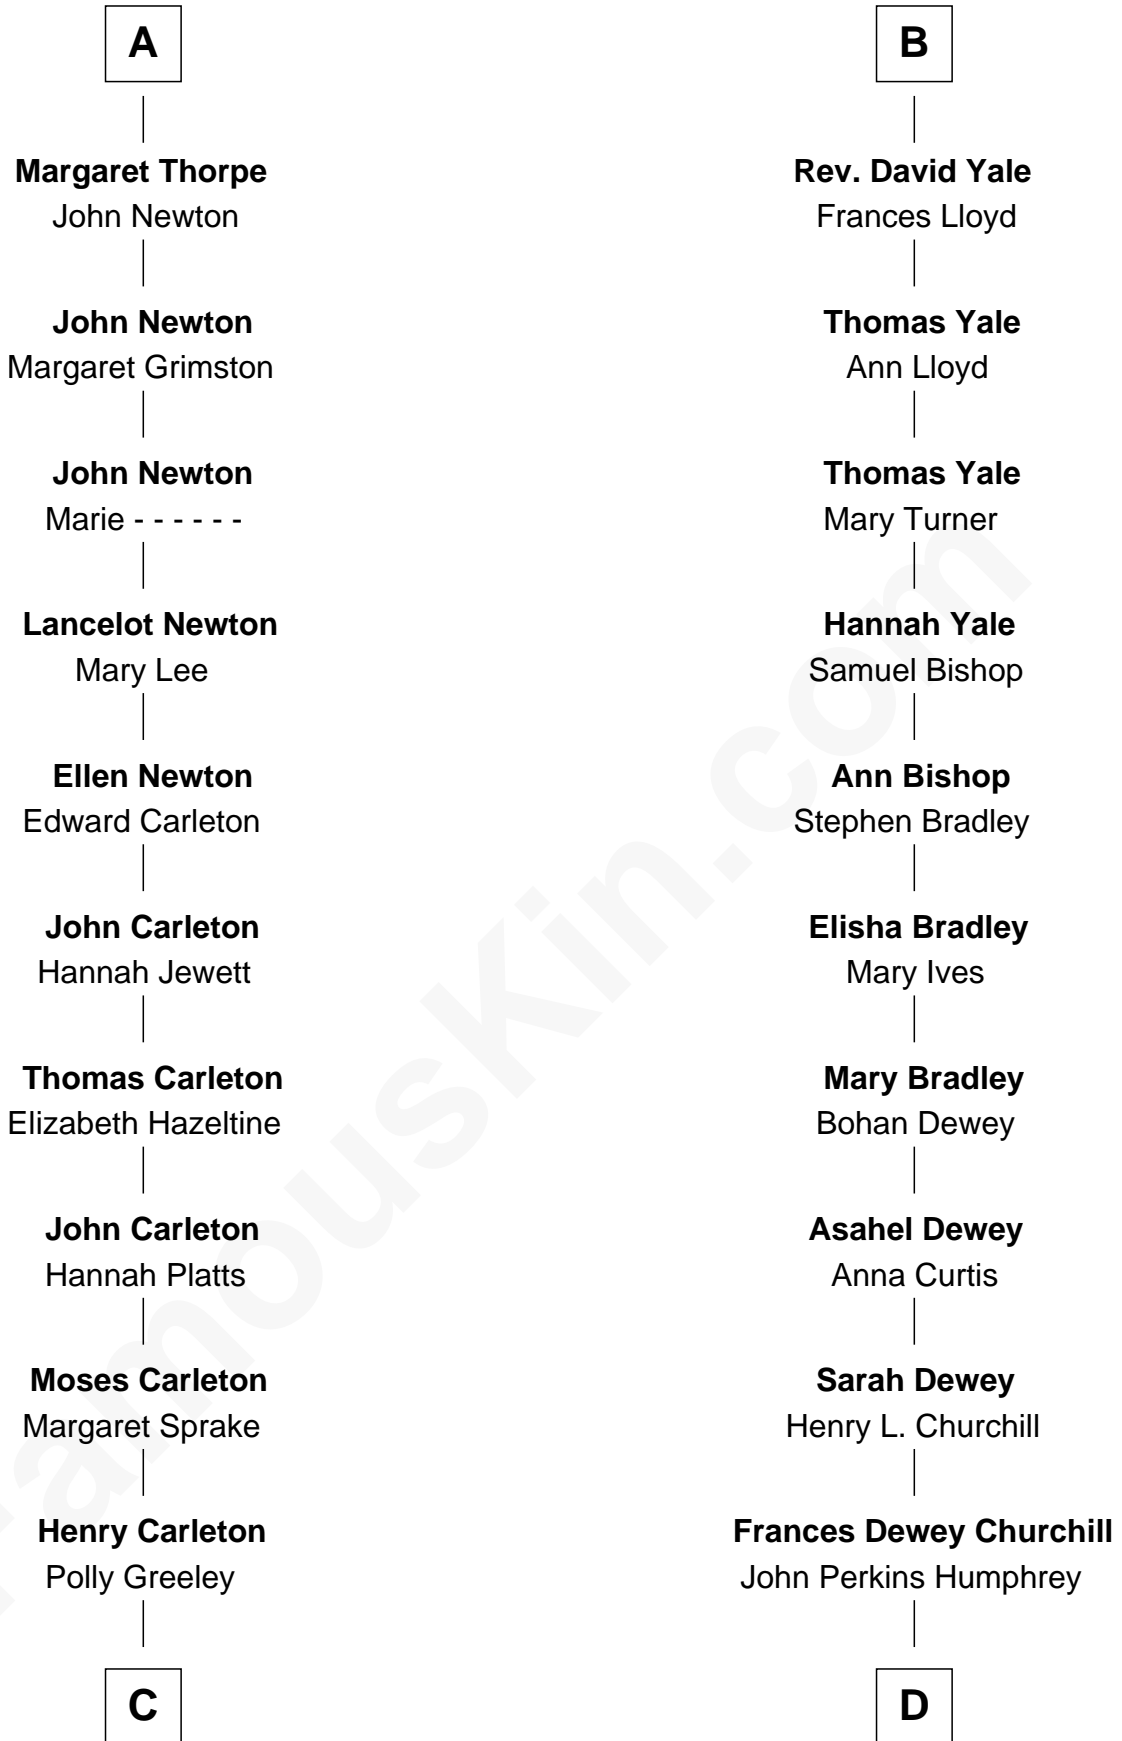 A
Margaret Thorpe
John Newton
John Newton
Margaret Grimston
John Newton
Marie - - - - - -
Lancelot Newton
Mary Lee
Ellen Newton
Edward Carleton
John Carleton
Hannah Jewett
Thomas Carleton
Elizabeth Hazeltine
John Carleton
Hannah Platts
Moses Carleton
Margaret Sprake
Henry Carleton
Polly Greeley
C
B
Rev. David Yale
Frances Lloyd
Thomas Yale
Ann Lloyd
Thomas Yale
Mary Turner
Hannah Yale
Samuel Bishop
Ann Bishop
Stephen Bradley
Elisha Bradley
Mary Ives
Mary Bradley
Bohan Dewey
Asahel Dewey
Anna Curtis
Sarah Dewey
Henry L. Churchill
Frances Dewey Churchill
John Perkins Humphrey
D
FamousKin.com